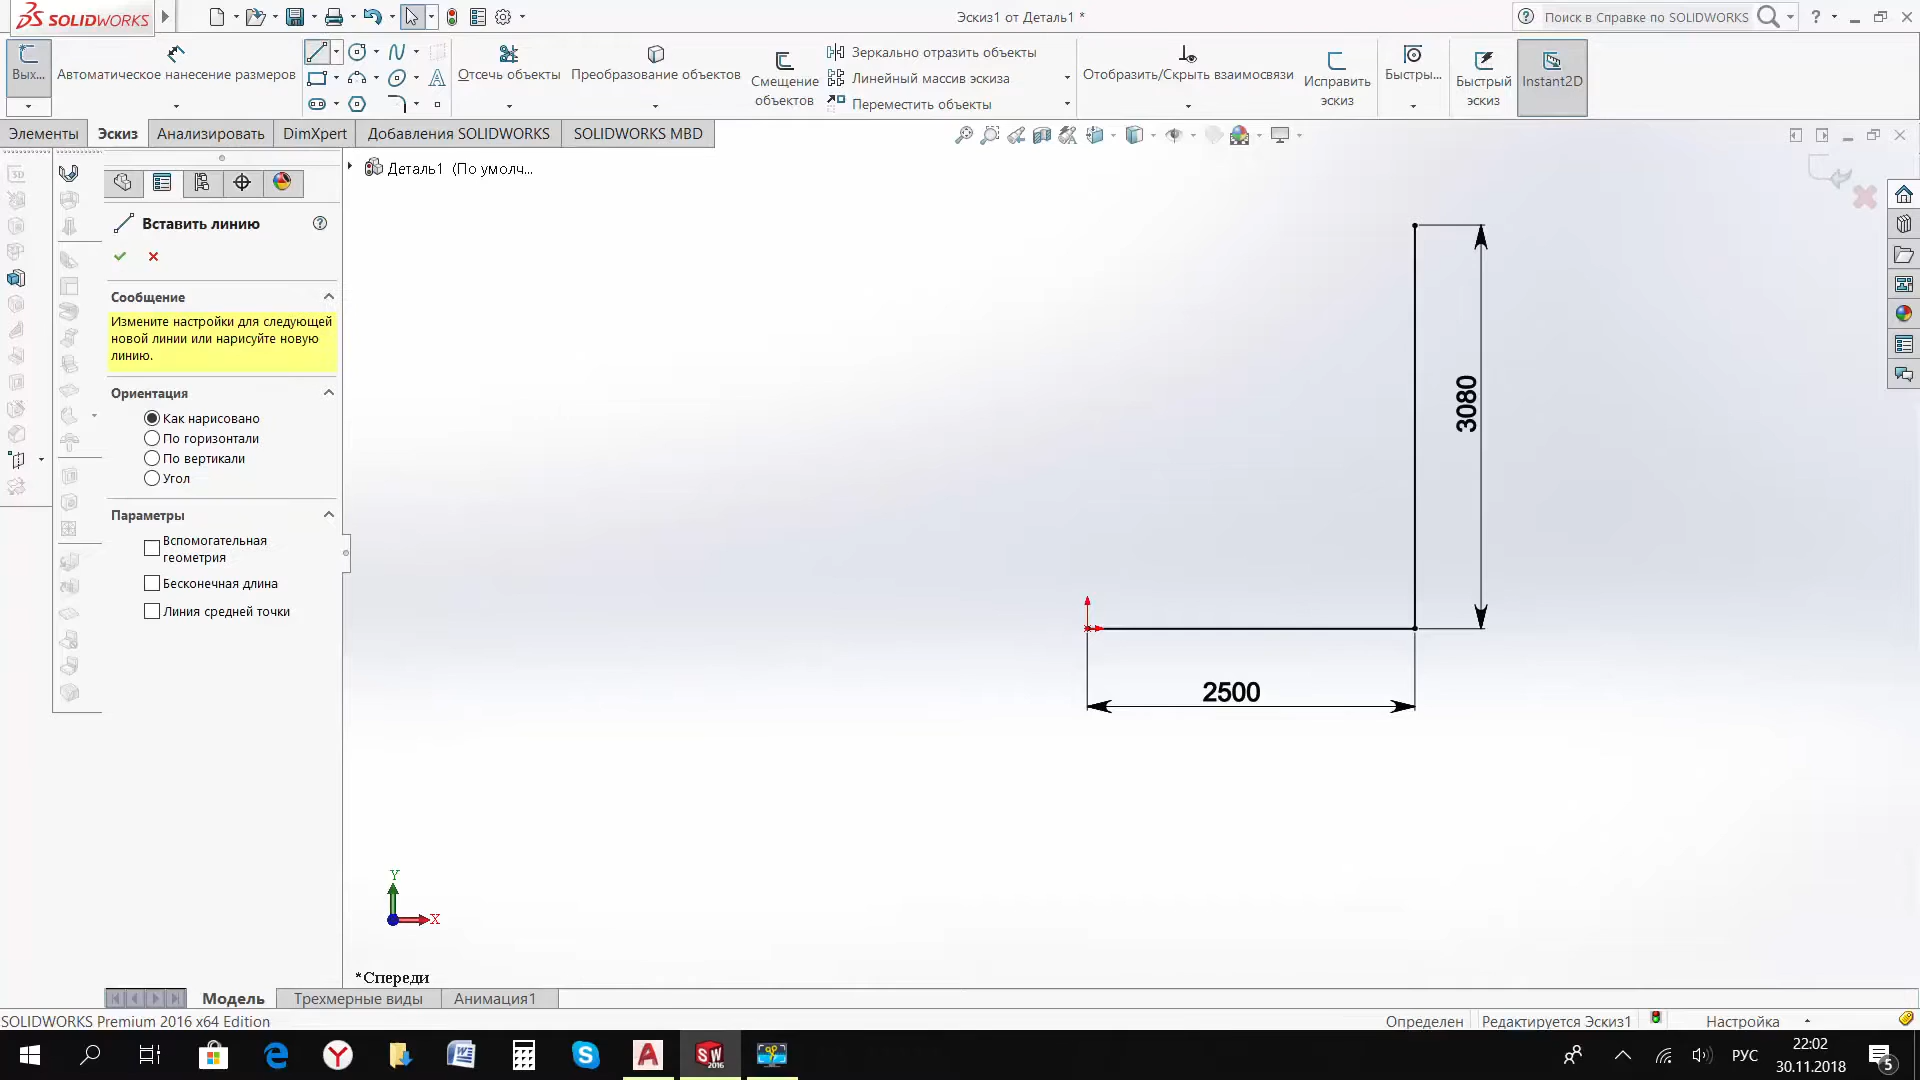 SOLIDWORKS
Эскиз1 от Деталь1 *
Поиск в Справке по SOLIDWORKS
?
Вых...
Автоматическое нанесение размеров
Отсечь объекты
Преобразование объектов
Смещение
объектов
Зеркально отразить объекты
Линейный массив эскиза
Переместить объекты
Отобразить/Скрыть взаимосвязи
Исправить
эскиз
Быстры...
Быстрый
эскиз
Instant2D
Элементы
Эскиз
Анализировать
DimXpert
Добавления SOLIDWORKS
SOLIDWORKS MBD
Деталь1 (По умолч...
Вставить линию
Сообщение
Измените настройки для следующей
новой линии или нарисуйте новую
линию.
Ориентация
Как нарисовано
По горизонтали
По вертикали
Угол
Параметры
Вспомогательная
геометрия
Бесконечная длина
Линия средней точки
3080
2500
Y
X
*Спереди
Модель
Трехмерные виды
Анимация1
SOLIDWORKS Premium 2016 x64 Edition
Определен
Редактируется Эскиз1
Настройка
РУС
22:02
30.11.2018
5
SW
2016